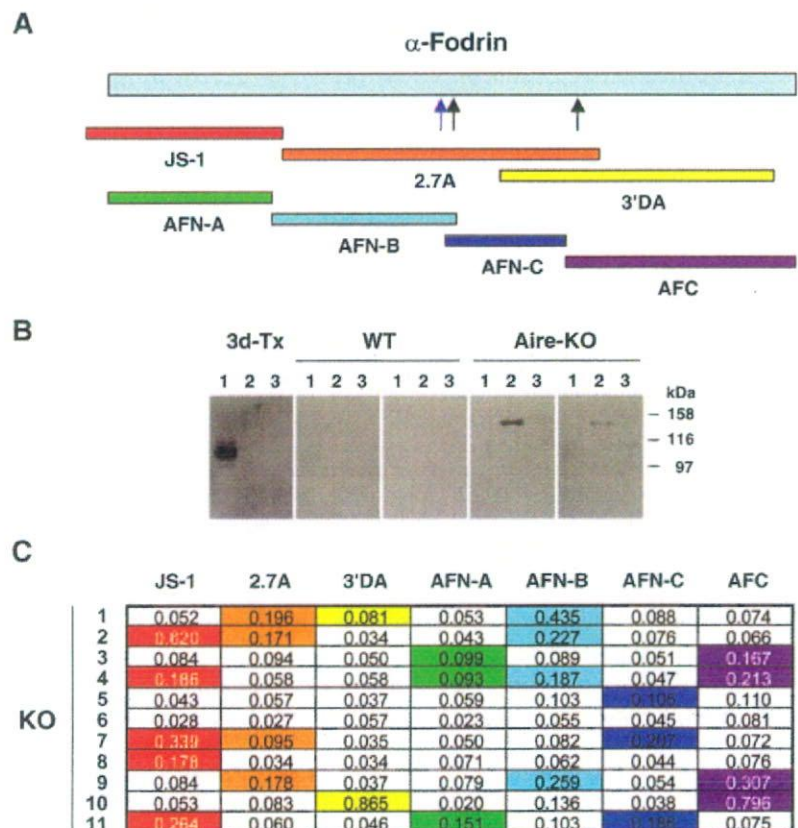 A
α-Fodrin
JS-1
2.7A
3'DA
AFN-A
AFN-B
AFN-C
AFC
B
3d-Tx WT Aire-KO
1 2 3 1 2 3 1 2 3 1 2 3 1 2 3
kDa
158
116
97
C
JS-1 2.7A 3'DA AFN-A AFN-B AFN-C AFC
KO
1 0.052 0.196 0.081 0.053 0.435 0.088 0.074
2 0.620 0.171 0.034 0.043 0.227 0.076 0.066
3 0.084 0.094 0.050 0.099 0.089 0.051 0.167
4 0.186 0.058 0.058 0.093 0.187 0.047 0.213
5 0.043 0.057 0.037 0.059 0.103 0.110
6 0.028 0.027 0.057 0.023 0.055 0.045 0.081
7 0.339 0.095 0.035 0.050 0.082 0.072
8 0.178 0.034 0.034 0.071 0.062 0.044 0.076
9 0.084 0.178 0.037 0.079 0.259 0.054 0.307
10 0.053 0.083 0.865 0.020 0.136 0.038 0.796
11 0.264 0.060 0.046 0.151 0.103 0.075